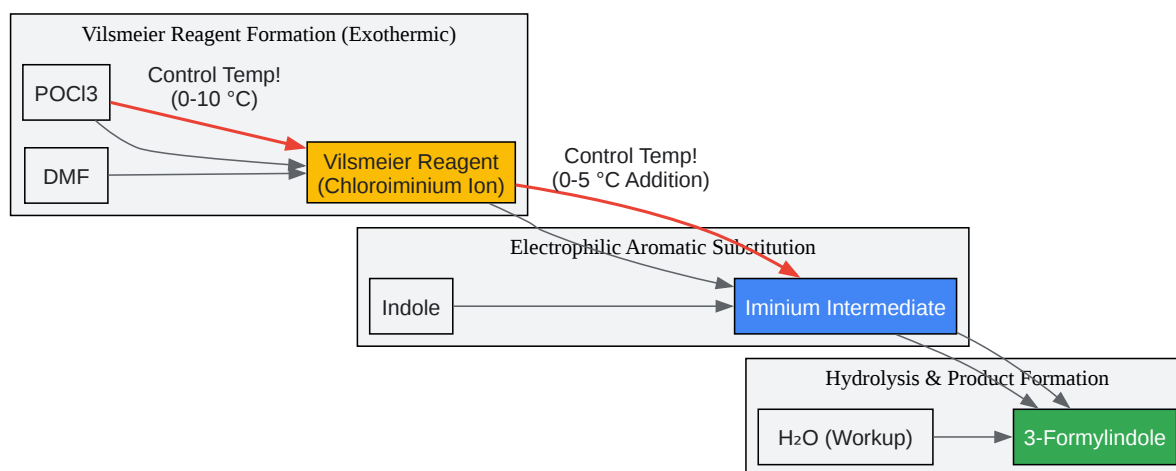 Vilsmeier Reagent Formation (Exothermic)
POCl3
Control Temp!
(0-10 °C)
DMF
Vilsmeier Reagent
(Chloroiminium Ion)
Control Temp!
(0-5 °C Addition)
Electrophilic Aromatic Substitution
Indole
Iminium Intermediate
Hydrolysis & Product Formation
H₂O (Workup)
3-Formylindole